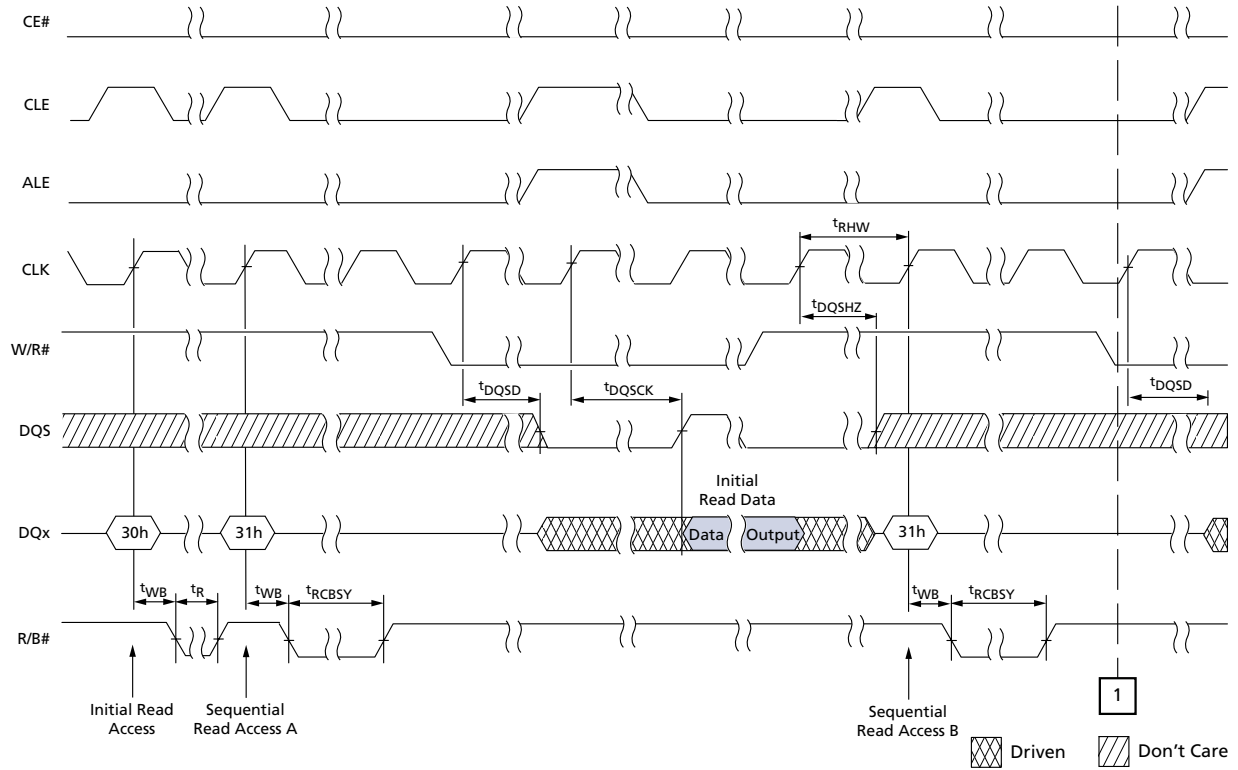 CE#
CLE
ALE
tRHW
CLK
tDQSHZ
W/R#
tDQSD
tDQSCK
tDQSD
DQS
Initial
Read Data
DQx
30h
31h
Data
Output
31h
tWB
tR
tWB
tRCBSY
tWB
tRCBSY
R/B#
Initial Read
Access
Sequential
Read Access A
Sequential
Read Access B
1
Driven
Don't Care